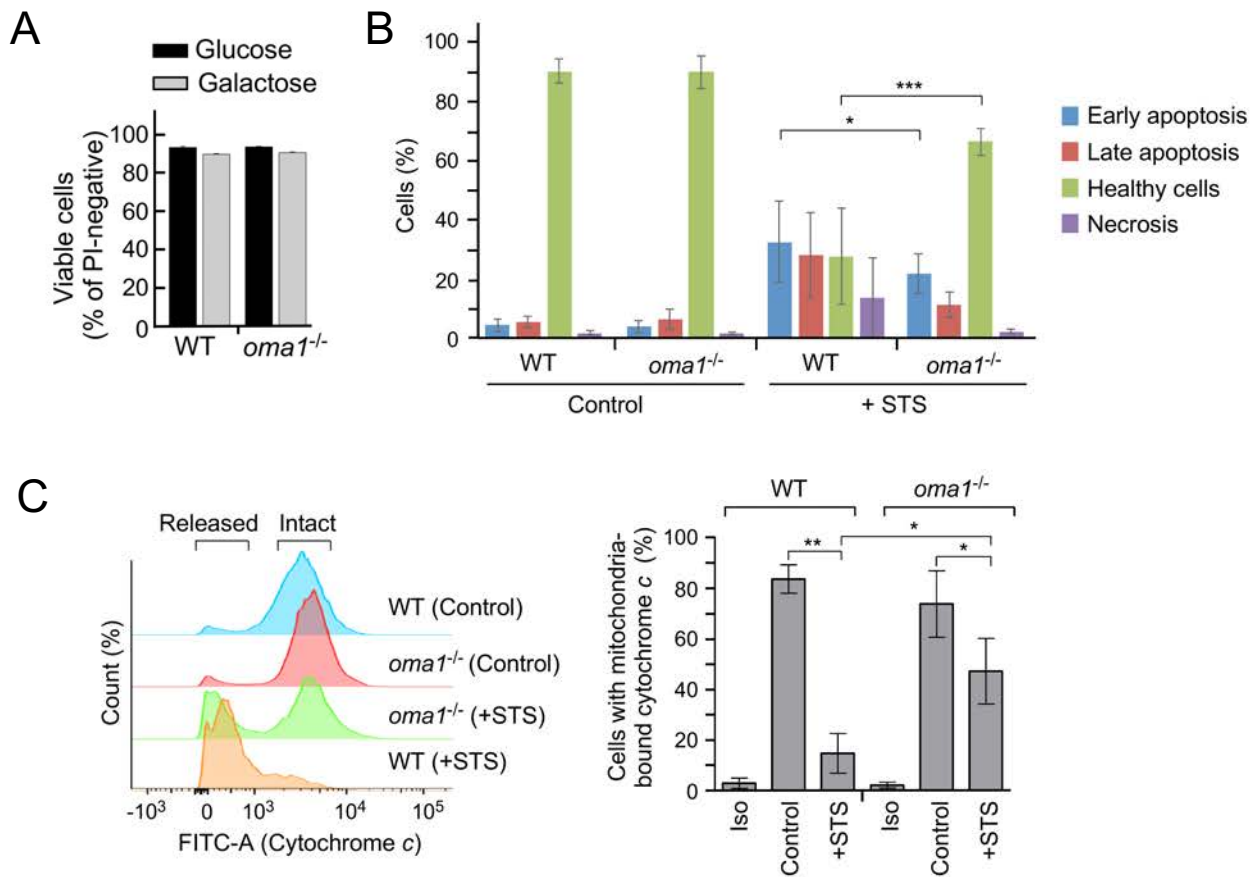 A
Glucose
Galactose
Viable cells
(% of PI-negative)
100
80
60
40
20
0
WT
oma1-/-
B
Cells (%)
100
80
60
40
20
0
***
*
WT
oma1-/-
WT
oma1-/-
Control
+ STS
Early apoptosis
Late apoptosis
Healthy cells
Necrosis
C
Released
Intact
Count (%)
WT (Control)
oma1-/- (Control)
oma1-/- (+STS)
WT (+STS)
-10³
0
10³
10⁴
10⁵
FITC-A (Cytochrome c)
WT
oma1-/-
Cells with mitochondria-
bound cytochrome c (%)
100
80
60
40
20
0
**
*
*
Iso
Control
+STS
Iso
Control
+STS